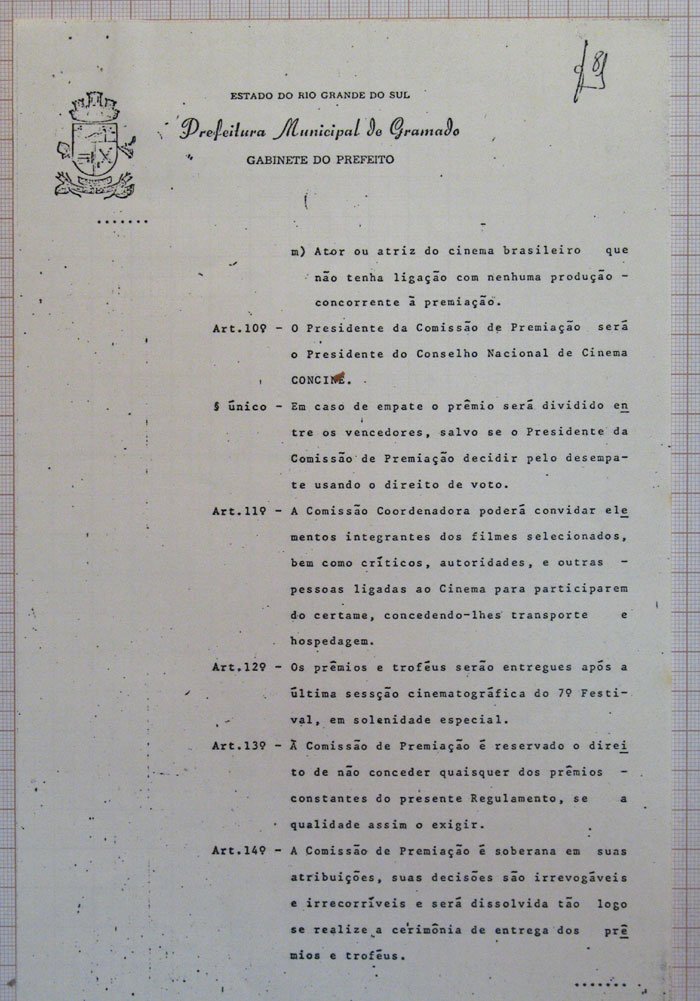 ESTADO DO RIO GRANDE DO SUL
Prefeitura Municipal de Gramado
GABINETE DO PREFEITO
.......
m) Ator ou atriz do cinema brasileiro que
não tenha ligação com nenhuma produção -
concorrente à premiação.
Art.10º - O Presidente da Comissão de Premiação será
o Presidente do Conselho Nacional de Cinema
CONCINE.
§ único - Em caso de empate o prêmio será dividido en
tre os vencedores, salvo se o Presidente da
Comissão de Premiação decidir pelo desempa-
te usando o direito de voto.
Art.11º - A Comissão Coordenadora poderá convidar ele
mentos integrantes dos filmes selecionados,
bem como críticos, autoridades, e outras -
pessoas ligadas ao Cinema para participarem
do certame, concedendo-lhes transporte e
hospedagem.
Art.12º - Os prêmios e troféus serão entregues após a
última sessção cinematográfica do 7º Festi-
val, em solenidade especial.
Art.13º - À Comissão de Premiação é reservado o direi
to de não conceder quaisquer dos prêmios -
constantes do presente Regulamento, se a
qualidade assim o exigir.
Art.14º - A Comissão de Premiação é soberana em suas
atribuições, suas decisões são irrevogáveis
e irrecorríveis e será dissolvida tão logo
se realize a cerimônia de entrega dos prê
mios e troféus.
.......